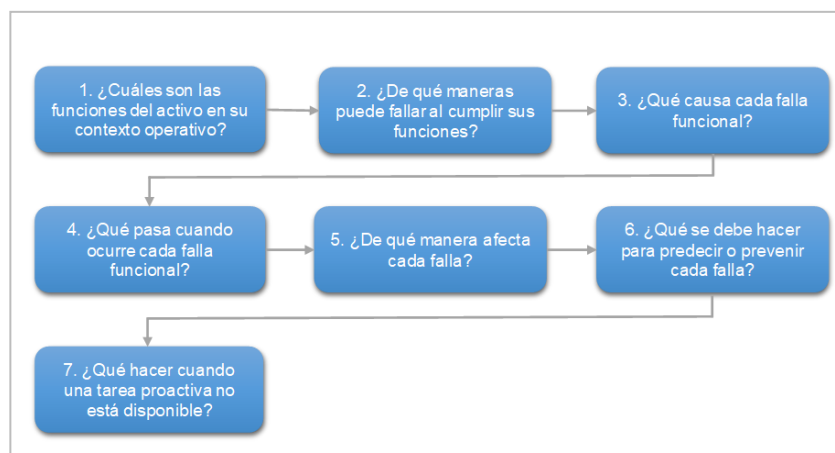 1. ¿Cuáles son las
funciones del activo en su
contexto operativo?
2. ¿De qué maneras
puede fallar al cumplir sus
funciones?
3. ¿Qué causa cada falla
funcional?
4. ¿Qué pasa cuando
ocurre cada falla
funcional?
5. ¿De qué manera afecta
cada falla?
6. ¿Qué se debe hacer
para predecir o prevenir
cada falla?
7. ¿Qué hacer cuando
una tarea proactiva no
está disponible?